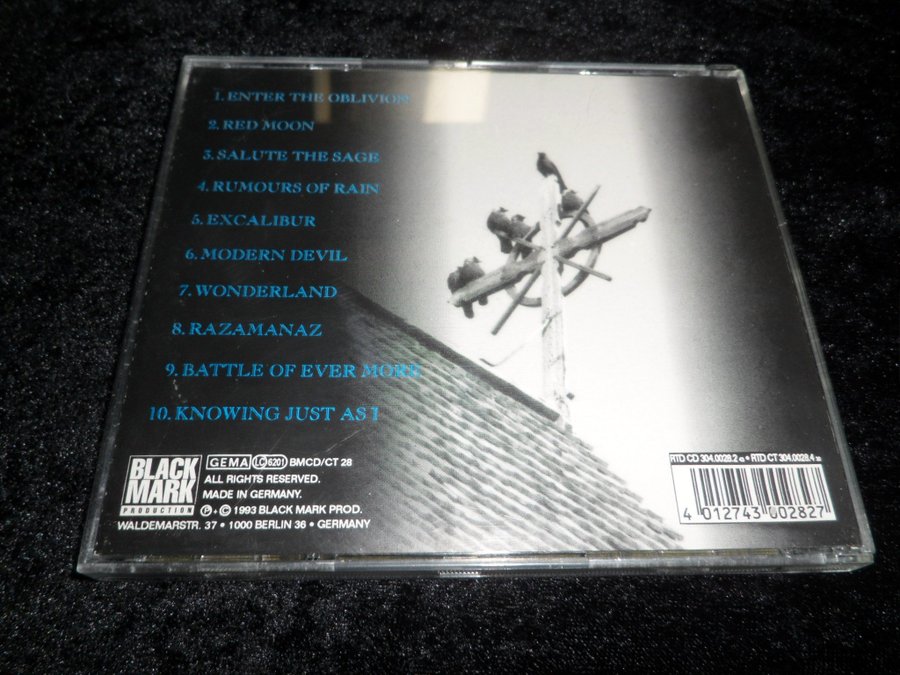 1. ENTER THE OBLIVION
2. RED MOON
3. SALUTE THE SAGE
4. RUMOURS OF RAIN
5. EXCALIBUR
6. MODERN DEVIL
7. WONDERLAND
8. RAZAMANAZ
9. BATTLE OF EVER MORE
10. KNOWING JUST AS I
BLACK
MARK
PRODUCTION
GEMA LC 6201 BMCD/CT 28
ALL RIGHTS RESERVED.
MADE IN GERMANY.
Ⓟ + © 1993 BLACK MARK PROD.
WALDEMARSTR. 37 • 1000 BERLIN 36 • GERMANY
RTD CD 304.0028.2 • RTD CT 304.0028.4
4 012743 002827